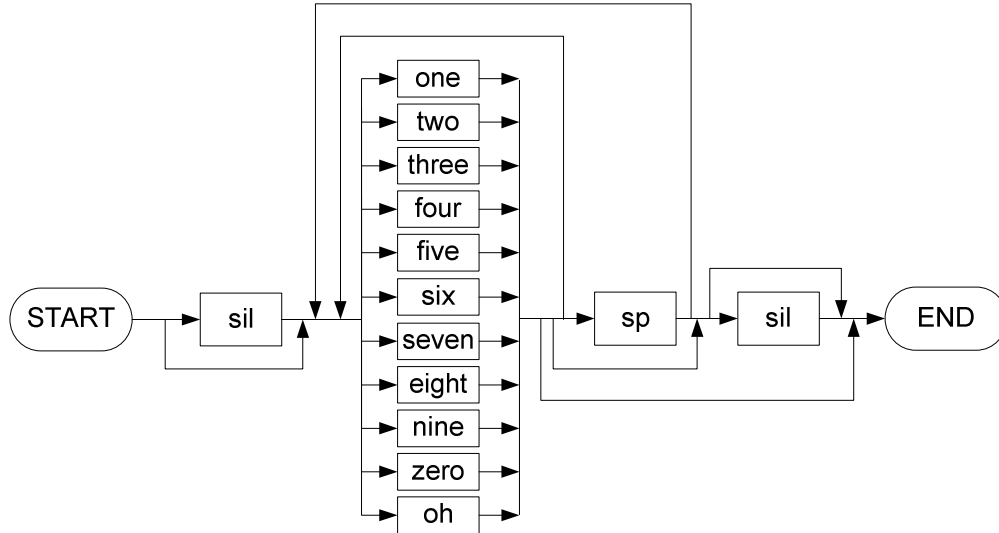 one
two
three
four
five
six
START
sil
sp
sil
END
seven
eight
nine
zero
oh